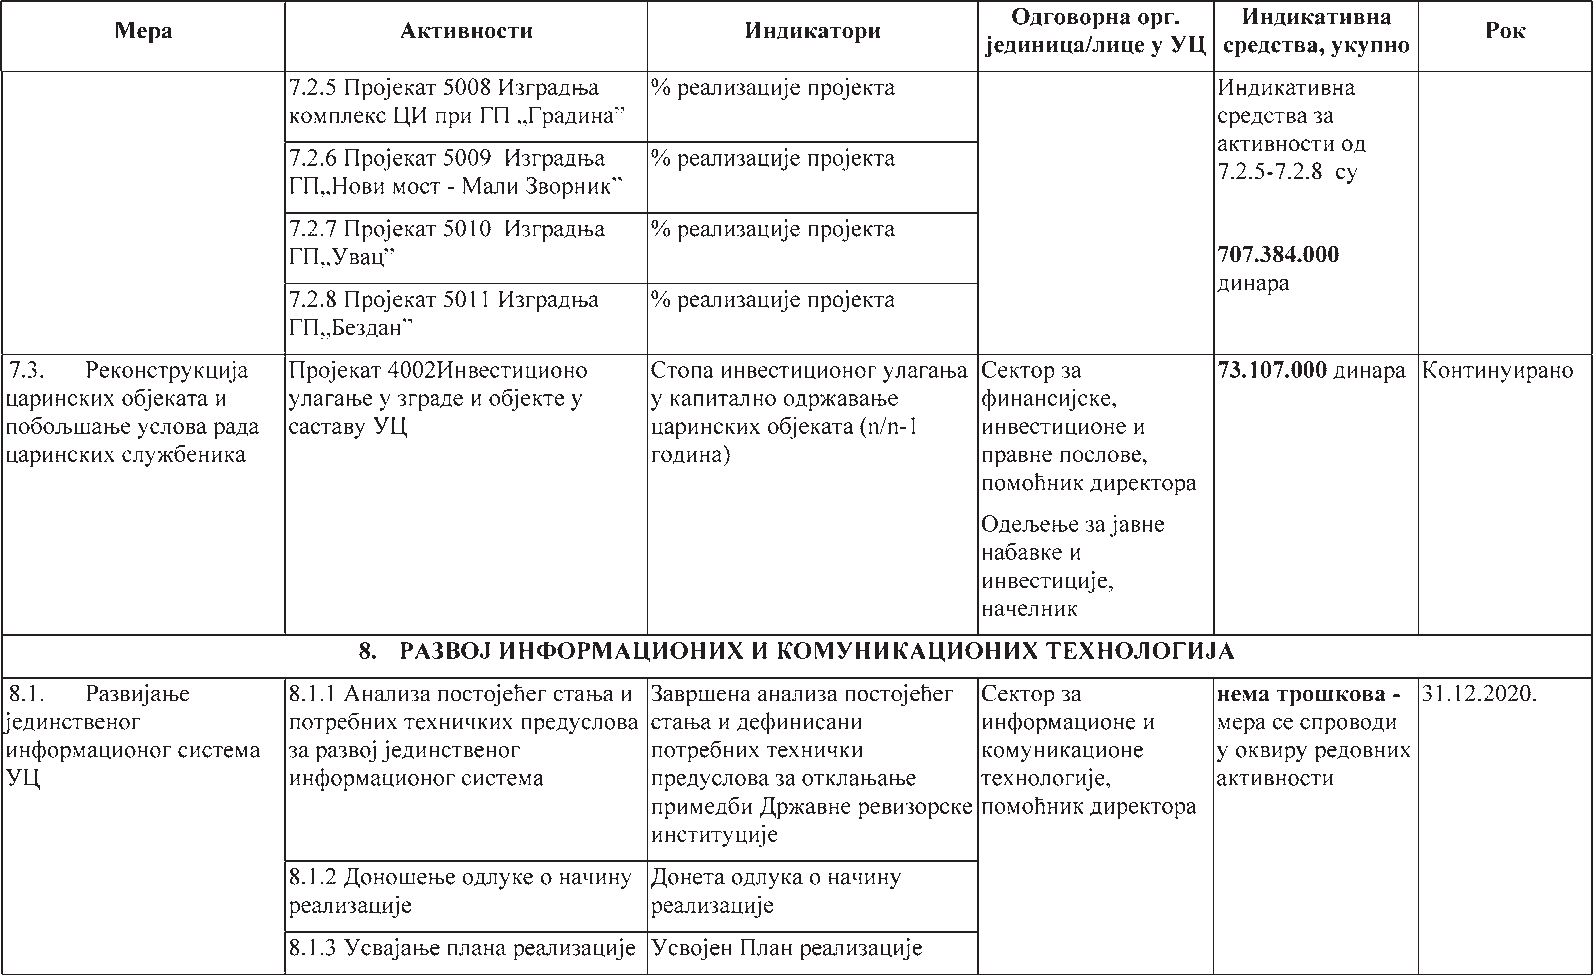 Мера
Активности
Индикатори
Одговорна орг.
јединица/лице у УЦ
Индикативна
средства, укупно
Рок
7.2.5 Пројекат 5008 Изградња
комплекс ЦИ при ГП „Градина”
% реализације пројекта
Индикативна
средства за
активности од
7.2.5-7.2.8 су
707.384.000
динара
7.2.6 Пројекат 5009 Изградња
ГП„Нови мост - Мали Зворник”
% реализације пројекта
7.2.7 Пројекат 5010 Изградња
ГП„Увац”
% реализације пројекта
7.2.8 Пројекат 5011 Изградња
ГП„Бездан”
% реализације пројекта
7.3. Реконструкција
царинских објеката и
побољшање услова рада
царинских службеника
Пројекат 4002Инвестиционо
улагање у зграде и објекте у
саставу УЦ
Стопа инвестиционог улагања
у капитално одржавање
царинских објеката (n/n-1
година)
Сектор за
финансијске,
инвестиционе и
правне послове,
помоћник директора
Одељење за јавне
набавке и
инвестиције,
начелник
73.107.000 динара
Континуирано
8. РАЗВОЈ ИНФОРМАЦИОНИХ И КОМУНИКАЦИОНИХ ТЕХНОЛОГИЈА
8.1. Развијање
јединственог
информационог система
УЦ
8.1.1 Анализа постојећег стања и
потребних техничких предуслова
за развој јединственог
информационог система
Завршена анализа постојећег
стања и дефинисани
потребних технички
предуслова за отклањање
примедби Државне ревизорске
институције
Сектор за
информационе и
комуникационе
технологије,
помоћник директора
нема трошкова -
мера се спроводи
у оквиру редовних
активности
31.12.2020.
8.1.2 Доношење одлуке о начину
реализације
Донета одлука о начину
реализације
8.1.3 Усвајање плана реализације
Усвојен План реализације